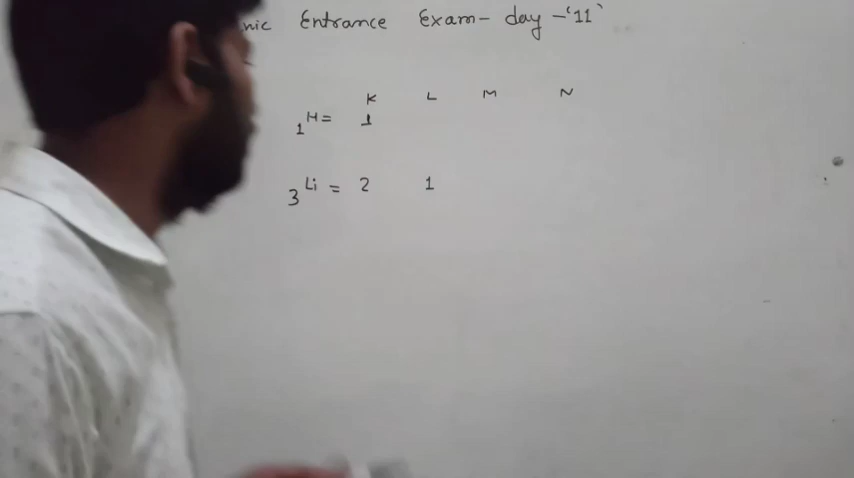 nic Entrance Exam- day -'11'
K L M N
1H= 1
3Li = 2 1